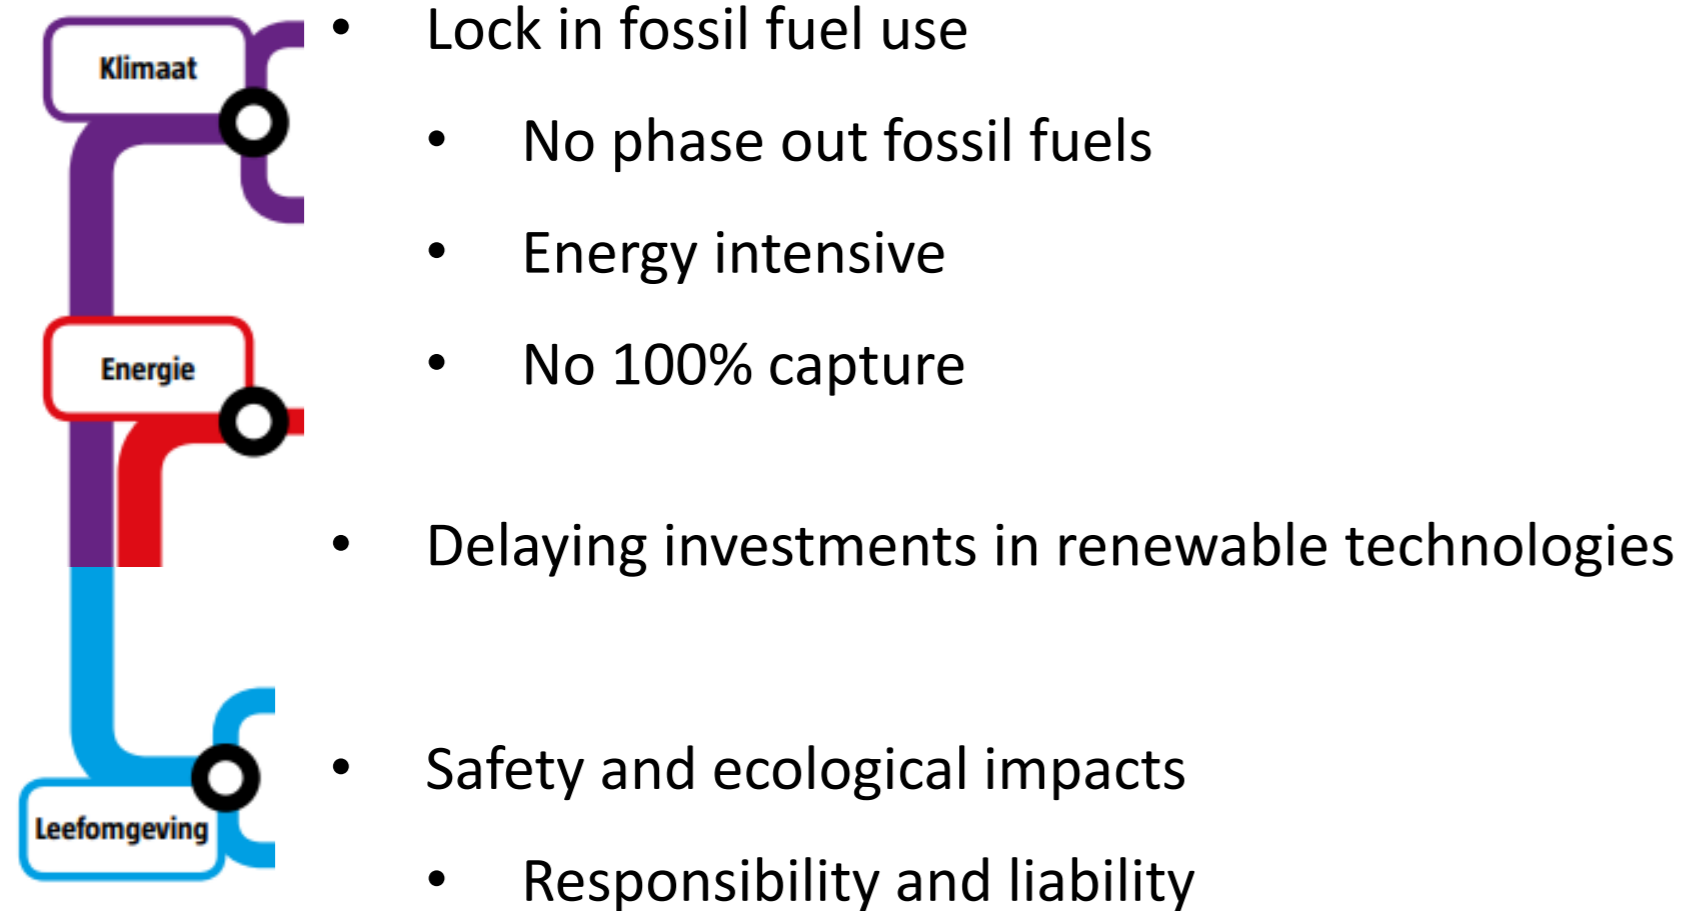 Klimaat
• Lock in fossil fuel use
• No phase out fossil fuels
• Energy intensive
Energie
• No 100% capture
• Delaying investments in renewable technologies
• Safety and ecological impacts
Leefomgeving
• Responsibility and liability